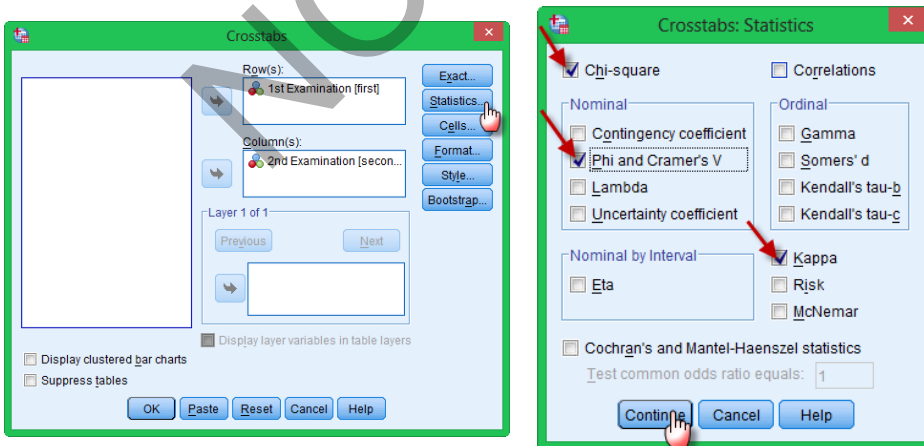 Crosstabs
Row(s):
1st Examination [first]
Column(s):
2nd Examination [secon...
Layer 1 of 1
Previous
Next
Display layer variables in table layers
Exact...
Statistics...
Cells...
Format...
Style...
Bootstrap...
Display clustered bar charts
Suppress tables
OK
Paste
Reset
Cancel
Help
Crosstabs: Statistics
Chi-square
Correlations
Nominal
Contingency coefficient
Phi and Cramer's V
Lambda
Uncertainty coefficient
Ordinal
Gamma
Somers' d
Kendall's tau-b
Kendall's tau-c
Nominal by Interval
Eta
Kappa
Risk
McNemar
Cochran's and Mantel-Haenszel statistics
Test common odds ratio equals: 1
Continue
Cancel
Help